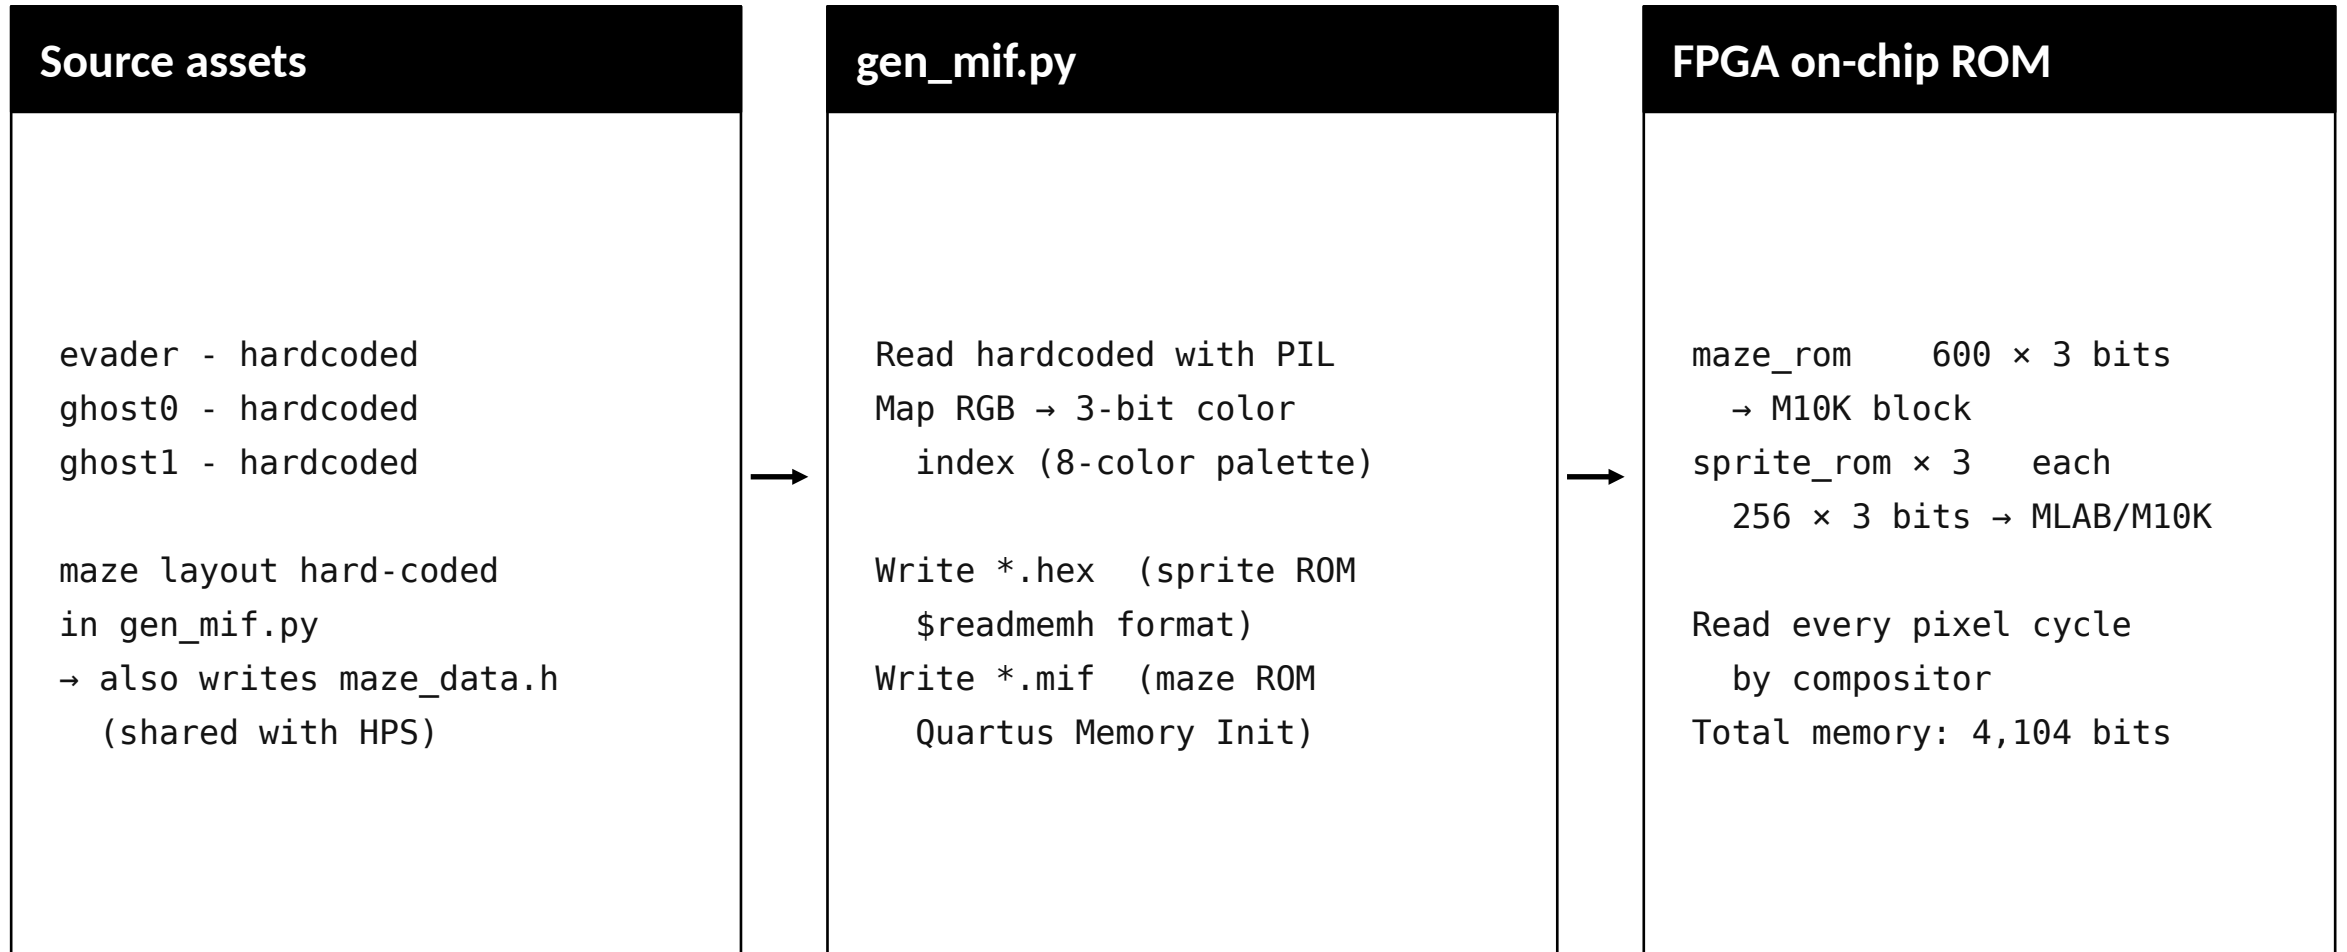 Source assets
evader - hardcoded
ghost0 - hardcoded
ghost1 - hardcoded
maze layout hard-coded
in gen_mif.py
→ also writes maze_data.h
(shared with HPS)
gen_mif.py
Read hardcoded with PIL
Map RGB → 3-bit color
index (8-color palette)
Write *.hex  (sprite ROM
$readmemh format)
Write *.mif  (maze ROM
Quartus Memory Init)
FPGA on-chip ROM
maze_rom    600 × 3 bits
→ M10K block
sprite_rom × 3   each
256 × 3 bits → MLAB/M10K
Read every pixel cycle
by compositor
Total memory: 4,104 bits